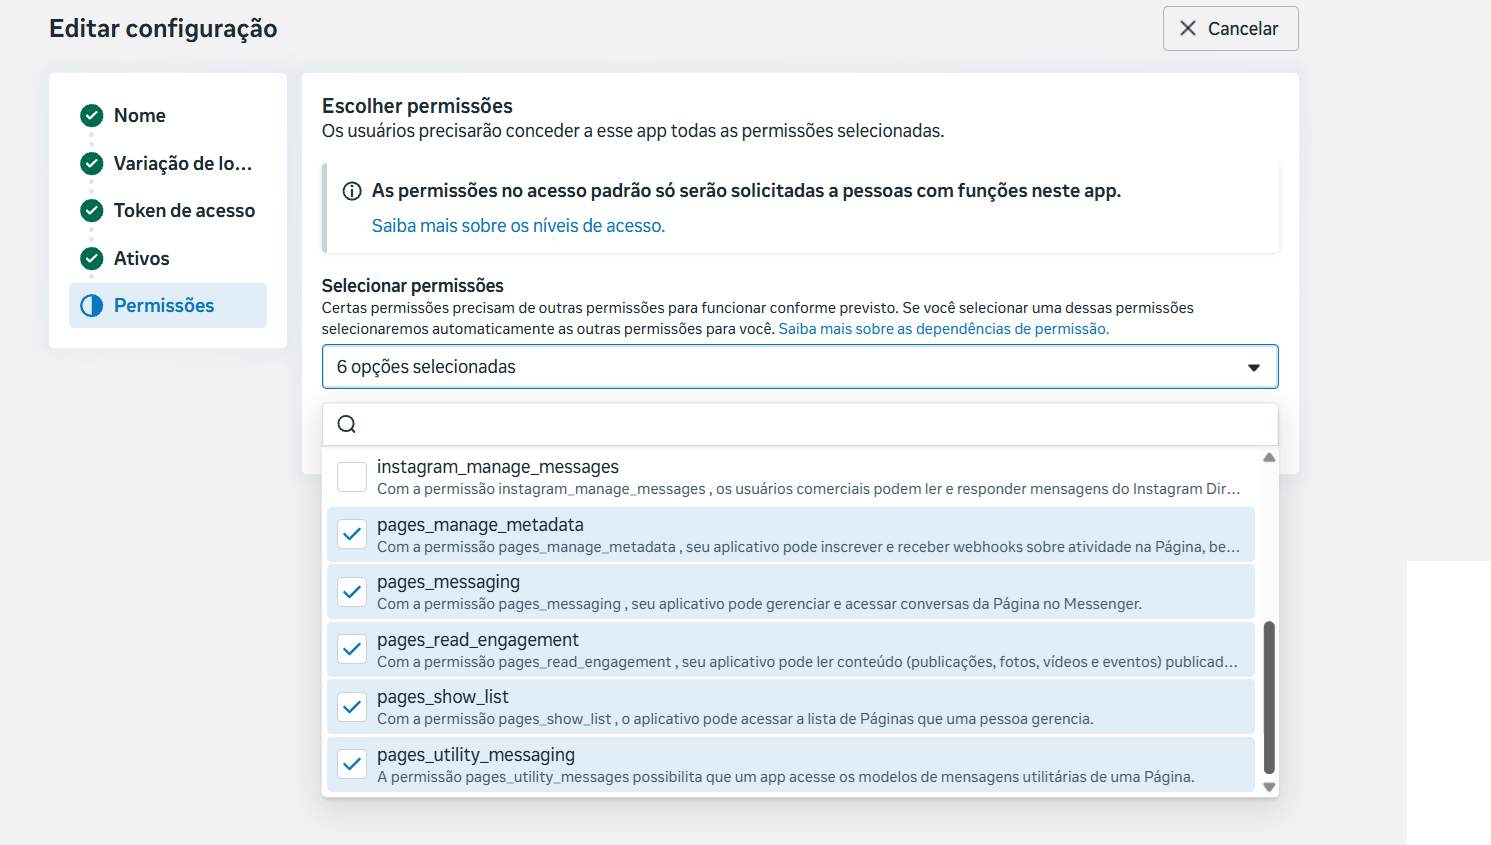 Editar configuração
Cancelar
Nome
Variação de lo...
Token de acesso
Ativos
Permissões
Escolher permissões
Os usuários precisarão conceder a esse app todas as permissões selecionadas.
As permissões no acesso padrão só serão solicitadas a pessoas com funções neste app.
Saiba mais sobre os níveis de acesso.
Selecionar permissões
Certas permissões precisam de outras permissões para funcionar conforme previsto. Se você selecionar uma dessas permissões
selecionaremos automaticamente as outras permissões para você. Saiba mais sobre as dependências de permissão.
6 opções selecionadas
instagram_manage_messages
Com a permissão instagram_manage_messages , os usuários comerciais podem ler e responder mensagens do Instagram Dir...
pages_manage_metadata
Com a permissão pages_manage_metadata , seu aplicativo pode inscrever e receber webhooks sobre atividade na Página, be...
pages_messaging
Com a permissão pages_messaging , seu aplicativo pode gerenciar e acessar conversas da Página no Messenger.
pages_read_engagement
Com a permissão pages_read_engagement , seu aplicativo pode ler conteúdo (publicações, fotos, vídeos e eventos) publicad...
pages_show_list
Com a permissão pages_show_list , o aplicativo pode acessar a lista de Páginas que uma pessoa gerencia.
pages_utility_messaging
A permissão pages_utility_messages possibilita que um app acesse os modelos de mensagens utilitárias de uma Página.